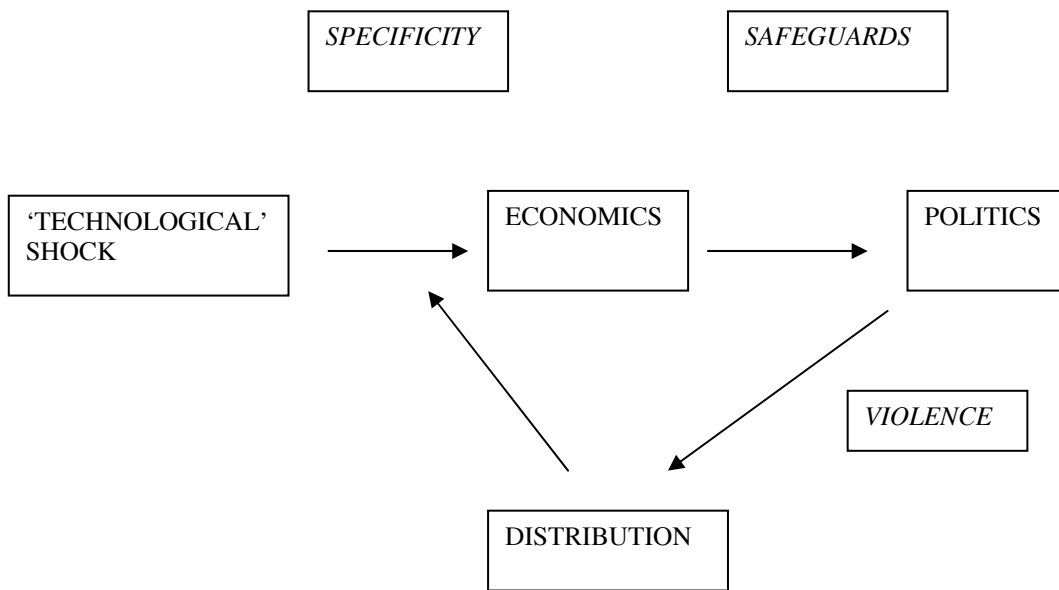 SPECIFICITY
SAFEGUARDS
‘TECHNOLOGICAL’
SHOCK
ECONOMICS
POLITICS
VIOLENCE
DISTRIBUTION